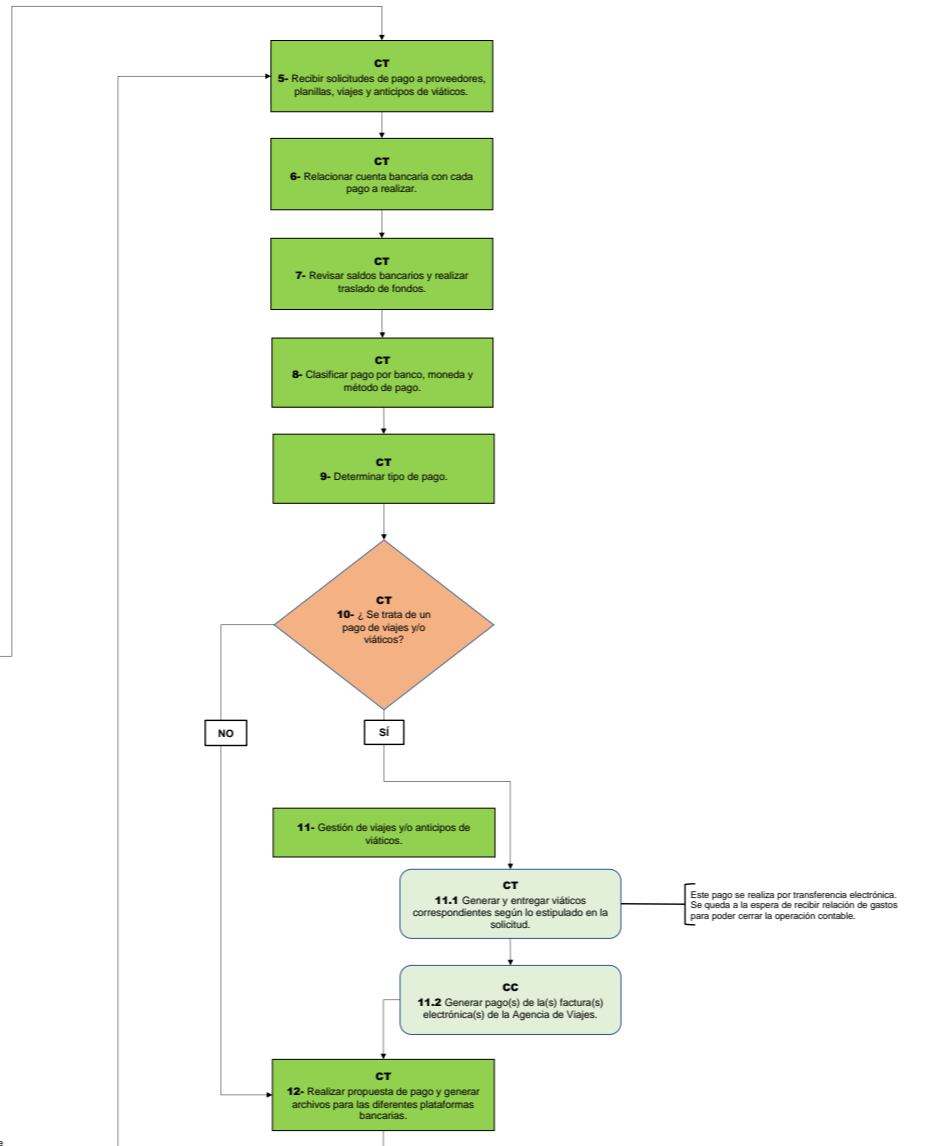 CT
5- Recibir solicitudes de pago a proveedores,
planillas, viajes y anticipos de viáticos.
CT
6- Relacionar cuenta bancaria con cada
pago a realizar.
CT
7- Revisar saldos bancarios y realizar
traslado de fondos.
CT
8- Clasificar pago por banco, moneda y
método de pago.
CT
9- Determinar tipo de pago.
CT
10- ¿ Se trata de un
pago de viajes y/o
viáticos?
NO
SÍ
11- Gestión de viajes y/o anticipos de
viáticos.
CT
11.1 Generar y entregar viáticos
correspondientes según lo estipulado en la
solicitud.
Este pago se realiza por transferencia electrónica.
Se queda a la espera de recibir relación de gastos
para poder cerrar la operación contable.
CC
11.2 Generar pago(s) de la(s) factura(s)
electrónica(s) de la Agencia de Viajes.
CT
12- Realizar propuesta de pago y generar
archivos para las diferentes plataformas
bancarias.